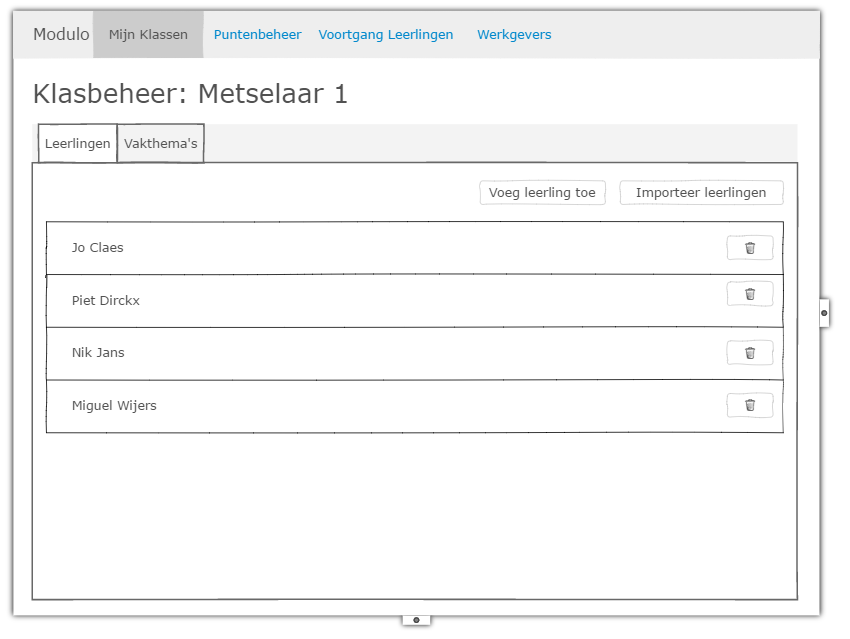 Modulo Mijn Klassen Puntenbeheer Voortgang Leerlingen Werkgevers
Klasbeheer: Metselaar 1
Leerlingen Vakthema's
Voeg leerling toe Importeer leerlingen
Jo Claes
Piet Dirckx
Nik Jans
Miguel Wijers